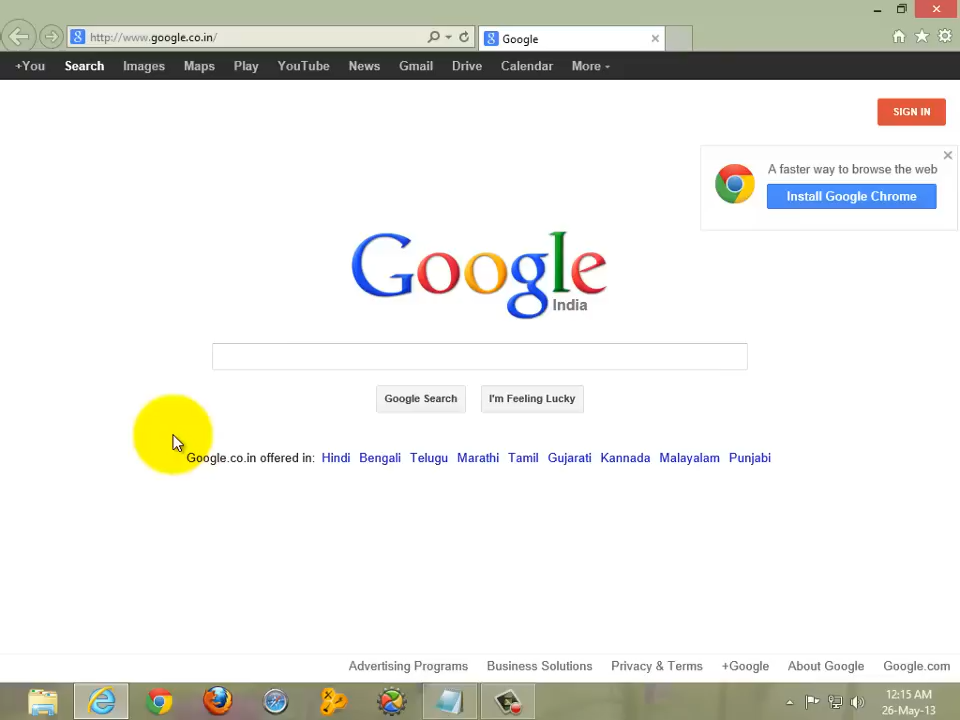 http://www.google.co.in/
Google
+You Search Images Maps Play YouTube News Gmail Drive Calendar More
SIGN IN
A faster way to browse the web
Install Google Chrome
Google
India
Google Search I'm Feeling Lucky
Google.co.in offered in: Hindi Bengali Telugu Marathi Tamil Gujarati Kannada Malayalam Punjabi
Advertising Programs Business Solutions Privacy & Terms +Google About Google Google.com
12:15 AM
26-May-13